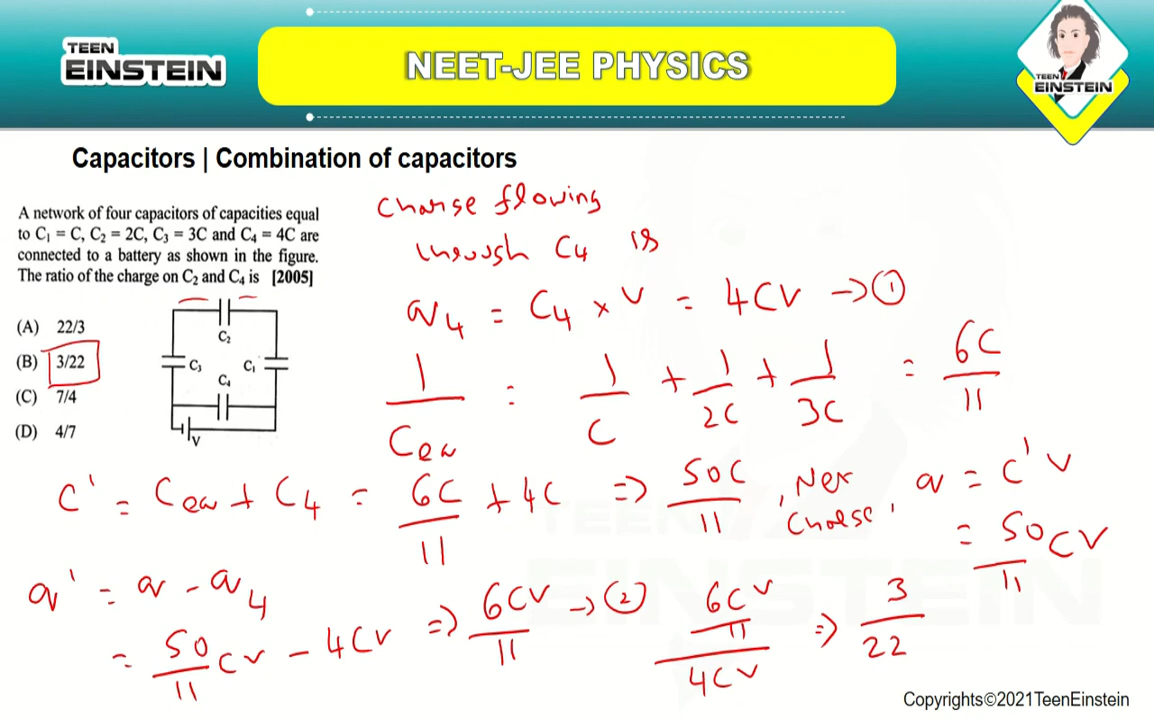 TEEN
EINSTEIN
NEET-JEE PHYSICS
TEEN
EINSTEIN
Capacitors | Combination of capacitors
A network of four capacitors of capacities equal
to C₁ = C, C₂ = 2C, C₃ = 3C and C₄ = 4C are
connected to a battery as shown in the figure.
The ratio of the charge on C₂ and C₄ is [2005]
(A) 22/3
(B) 3/22
(C) 7/4
(D) 4/7
C₂
C₃ C₁
C₄
V
Charge flowing
through C₄ is
q₄ = C₄ × V = 4CV → ①
1/Ceq = 1/C + 1/2C + 1/3C = 6C/11
C' = Ceq + C₄ = 6C/11 + 4C ⇒ 50C/11 , Net Charge, q = C'V
= 50/11 CV
q' = q - q₄
= 50/11 CV - 4CV ⇒ 6CV/11 → ②
6CV/11 / 4CV ⇒ 3/22
TEEN
EINSTEIN
Copyrights©2021TeenEinstein